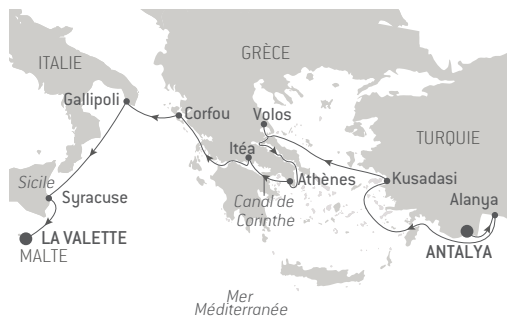 GRÈCE
ITALIE
Gallipoli
Corfou
Volos
TURQUIE
Itéa
Athènes
Kusadasi
Sicile
Syracuse
Canal de
Corinthe
Alanya
LA VALETTE
MALTE
ANTALYA
Mer
Méditerranée